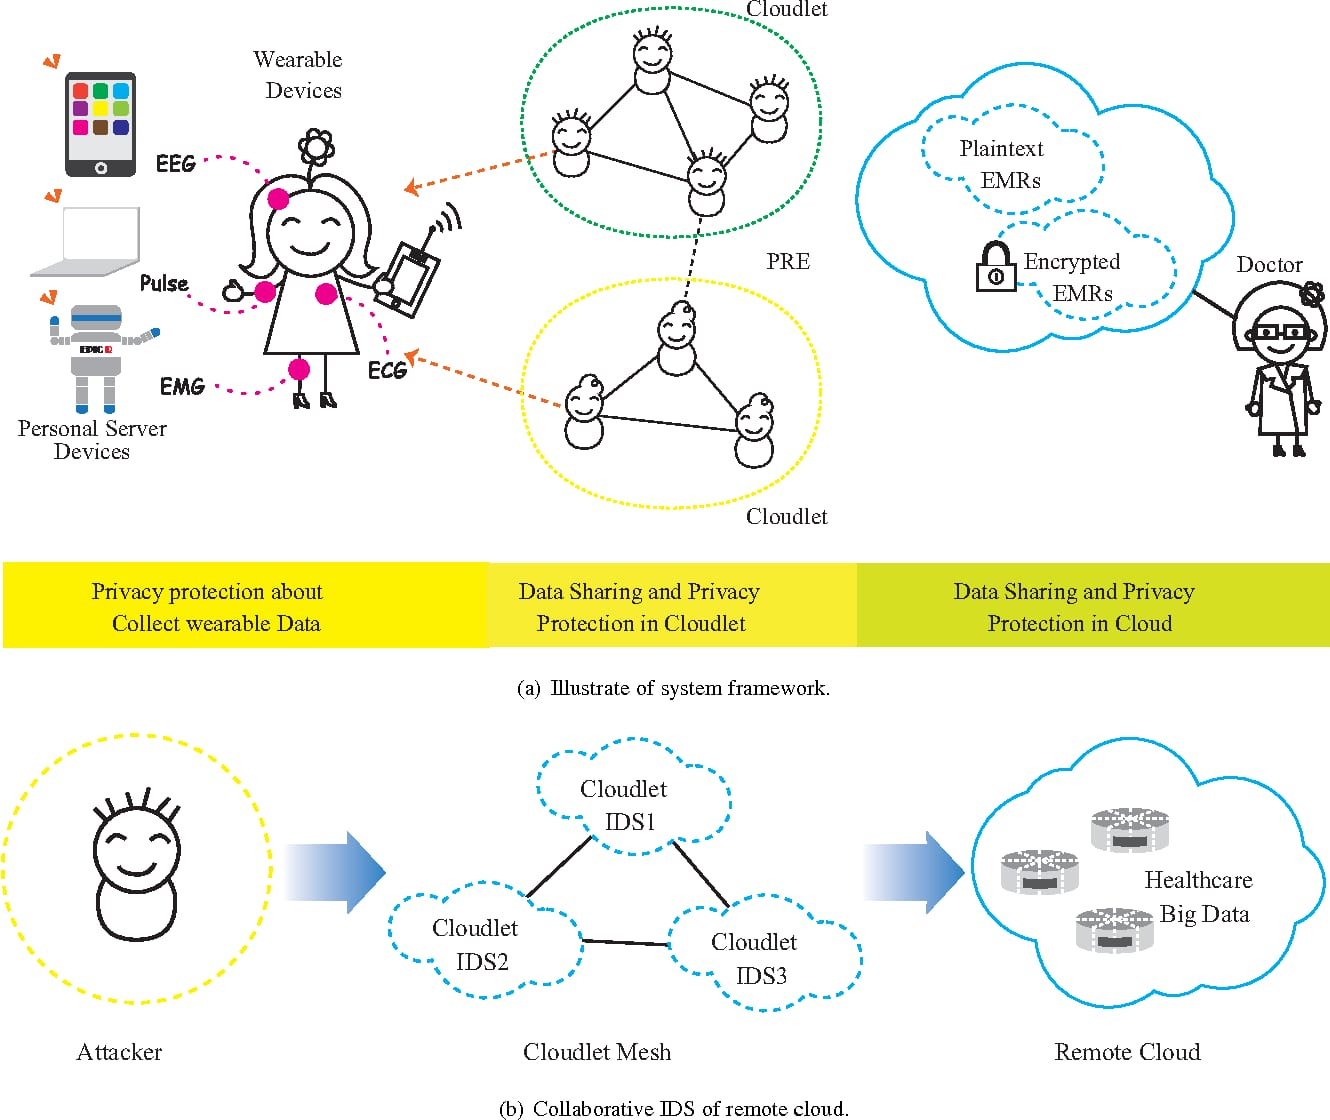 Cloudlet
Wearable
Devices
EEG
Plaintext
EMRs
PRE
Encrypted
EMRs
Doctor
Pulse
ECG
EMG
Personal Server
Devices
Cloudlet
Privacy protection about
Collect wearable Data
Data Sharing and Privacy
Protection in Cloudlet
Data Sharing and Privacy
Protection in Cloud
(a) Illustrate of system framework.
Cloudlet
IDS1
Cloudlet
IDS2
Cloudlet
IDS3
Healthcare
Big Data
Attacker
Cloudlet Mesh
Remote Cloud
(b) Collaborative IDS of remote cloud.